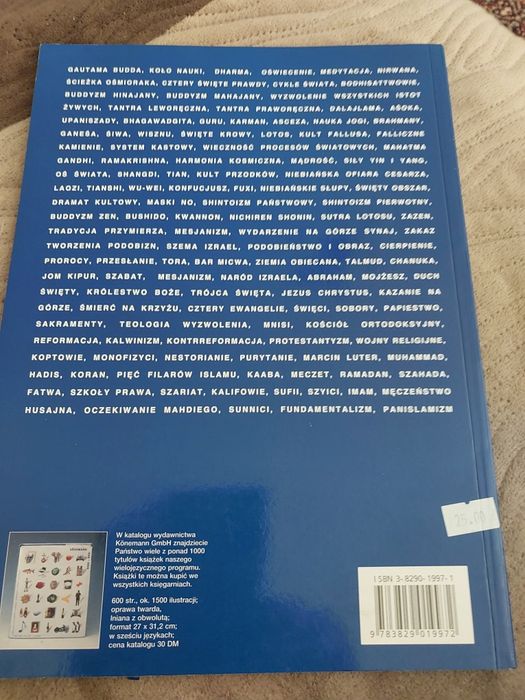 GAUTAMA BUDDA, KOŁO NAUKI, DHARMA, OŚWIECENIE, MEDYTACJA, NIRWANA,
ŚCIEŻKA OŚMIORAKA, CZTERY ŚWIĘTE PRAWDY, CYKLE ŚWIATA, BODHISATTWOWIE,
BUDDYZM HINAJANY, BUDDYZM MAHAJANY, WYZWOLENIE WSZYSTKICH ISTOT
ŻYWYCH, TANTRA LEWORĘCZNA, TANTRA PRAWORĘCZNA, DALAJLAMA, AŚOKA,
UPANISZADY, BHAGAWADGITA, GURU, KARMAN, ASCEZA, NAUKA JOGI, BRAHMANY,
GANEŚA, ŚIWA, WISZNU, ŚWIĘTE KROWY, LOTOS, KULT FALLUSA, FALLICZNE
KAMIENIE, SYSTEM KASTOWY, WIECZNOŚĆ PROCESÓW ŚWIATOWYCH, MAHATMA
GANDHI, RAMAKRISHNA, HARMONIA KOSMICZNA, MĄDROŚĆ, SIŁY YIN I YANG,
OŚ ŚWIATA, SHANGDI, TIAN, KULT PRZODKÓW, NIEBIAŃSKA OFIARA CESARZA,
LAOZI, TIANSHI, WU-WEI, KONFUCJUSZ, FUXI, NIEBIAŃSKIE SŁUPY, ŚWIĘTY OBSZAR,
DRAMAT KULTOWY, MASKI NO, SHINTOIZM PAŃSTWOWY, SHINTOIZM PIERWOTNY,
BUDDYZM ZEN, BUSHIDO, KWANNON, NICHIREN SHONIN, SUTRA LOTOSU, ZAZEN,
TRADYCJA PRZYMIERZA, MESJANIZM, WYDARZENIE NA GÓRZE SYNAJ, ZAKAZ
TWORZENIA PODOBIZN, SZEMA IZRAEL, PODOBIEŃSTWO I OBRAZ, CIERPIENIE,
PROROCY, PRZESŁANIE, TORA, BAR MICWA, ZIEMIA OBIECANA, TALMUD, CHANUKA,
JOM KIPUR, SZABAT, MESJANIZM, NARÓD IZRAELA, ABRAHAM, MOJŻESZ, DUCH
ŚWIĘTY, KRÓLESTWO BOŻE, TRÓJCA ŚWIĘTA, JEZUS CHRYSTUS, KAZANIE NA
GÓRZE, ŚMIERĆ NA KRZYŻU, CZTERY EWANGELIE, ŚWIĘCI, SOBORY, PAPIESTWO,
SAKRAMENTY, TEOLOGIA WYZWOLENIA, MNISI, KOŚCIÓŁ ORTODOKSYJNY,
REFORMACJA, KALWINIZM, KONTRREFORMACJA, PROTESTANTYZM, WOJNY RELIGIJNE,
KOPTOWIE, MONOFIZYCI, NESTORIANIE, PURYTANIE, MARCIN LUTER, MUHAMMAD,
HADIS, KORAN, PIĘĆ FILARÓW ISLAMU, KAABA, MECZET, RAMADAN, SZAHADA,
FATWA, SZKOŁY PRAWA, SZARIAT, KALIFOWIE, SUFII, SZYICI, IMAM, MĘCZEŃSTWO
HUSAJNA, OCZEKIWANIE MAHDIEGO, SUNNICI, FUNDAMENTALIZM, PANISLAMIZM
25.00
W katalogu wydawnictwa
Könemann GmbH znajdziecie
Państwo wiele z ponad 1000
tytułów książek naszego
wielojęzycznego programu.
Książki te można kupić we
wszystkich księgarniach.
600 str., ok. 1500 ilustracji;
oprawa twarda,
lniana z obwolutą;
format 27 x 31,2 cm;
w sześciu językach;
cena katalogu 30 DM
ISBN 3-8290-1997-1
9 783829 019972